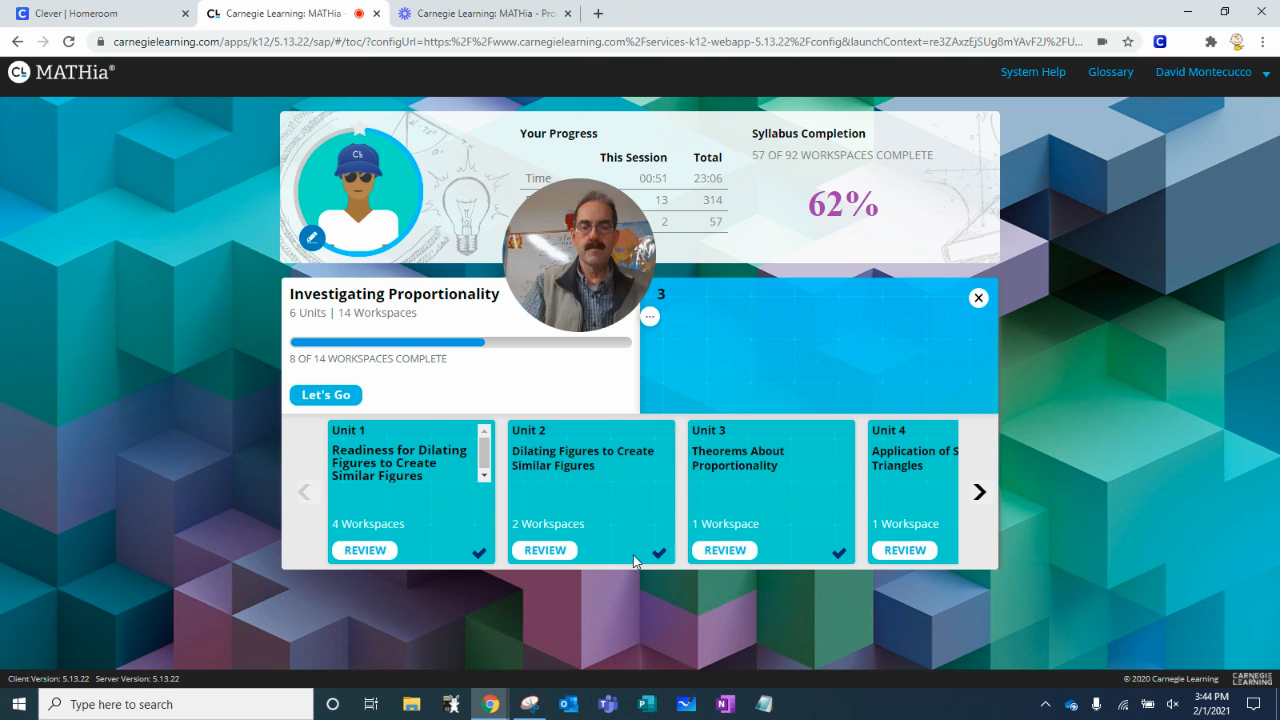 Clever | Homeroom
Carnegie Learning: MATHia -
Carnegie Learning: MATHia - Pro
carnegielearning.com/apps/k12/5.13.22/sap/#/toc/?configUrl=https:%2F%2Fwww.carnegielearning.com%2Fservices-k12-webapp-5.13.22%2Fconfig&launchContext=re3ZAxzEjSUg8mYAvF2J%2FU...
CL MATHia®
System Help
Glossary
David Montecucco
CL
Your Progress
This Session Total
Time 00:51 23:06
13 314
2 57
Syllabus Completion
57 OF 92 WORKSPACES COMPLETE
62%
Investigating Proportionality
6 Units | 14 Workspaces
8 OF 14 WORKSPACES COMPLETE
Let's Go
3
Unit 1
Readiness for Dilating
Figures to Create
Similar Figures
4 Workspaces
REVIEW
Unit 2
Dilating Figures to Create
Similar Figures
2 Workspaces
REVIEW
Unit 3
Theorems About
Proportionality
1 Workspace
REVIEW
Unit 4
Application of S
Triangles
1 Workspace
REVIEW
Client Version: 5.13.22 Server Version: 5.13.22
© 2020 Carnegie Learning
CARNEGIE
LEARNING
Type here to search
3:44 PM
2/1/2021